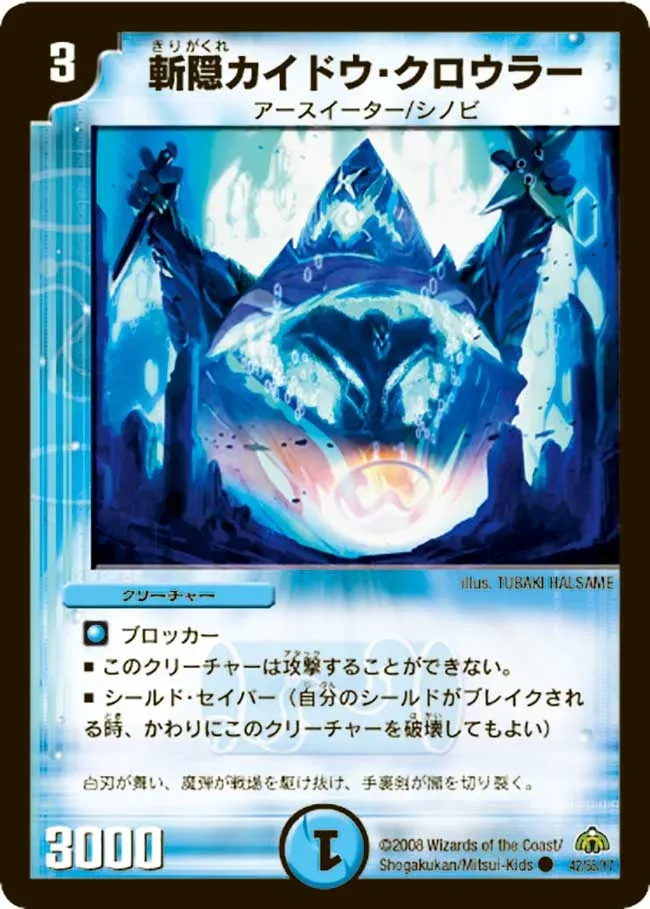 3
きりがくれ
斬隠カイドウ・クロウラー
アースイーター/シノビ
illus. TUBAKI HALSAME
クリーチャー
ブロッカー
■ このクリーチャーは攻撃することができない。
■ シールド・セイバー（自分のシールドがブレイクされ
る時、かわりにこのクリーチャーを破壊してもよい）
白刃が舞い、魔弾が戦場を駆け抜け、手裏剣が闇を切り裂く。
3000
1
©2008 Wizards of the Coast/
Shogakukan/Mitsui-Kids